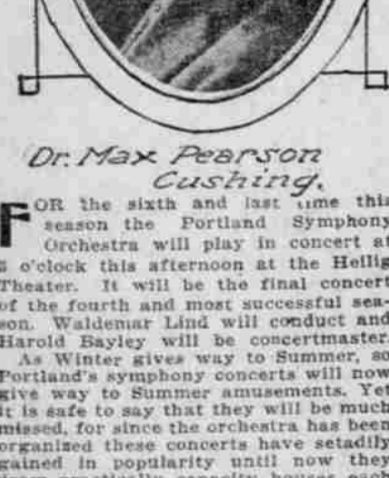 Dr. Max Pearson
Cushing.
FOR the sixth and last time this
season the Portland Symphony
Orchestra will play in concert at
o'clock this afternoon at the Heilig
Theater. It will be the final concert
of the fourth and most successful sea
son. Waldemar Lind will conduct and
Harold Bayley will be concertmaster.
As Winter gives way to Summer, so
Portland's symphony concerts will now
give way to Summer amusements. Yet
it is safe to say that they will be much
missed, for since the orchestra has been
organized these concerts have setadily
gained in popularity until now they
practically capacity houses each